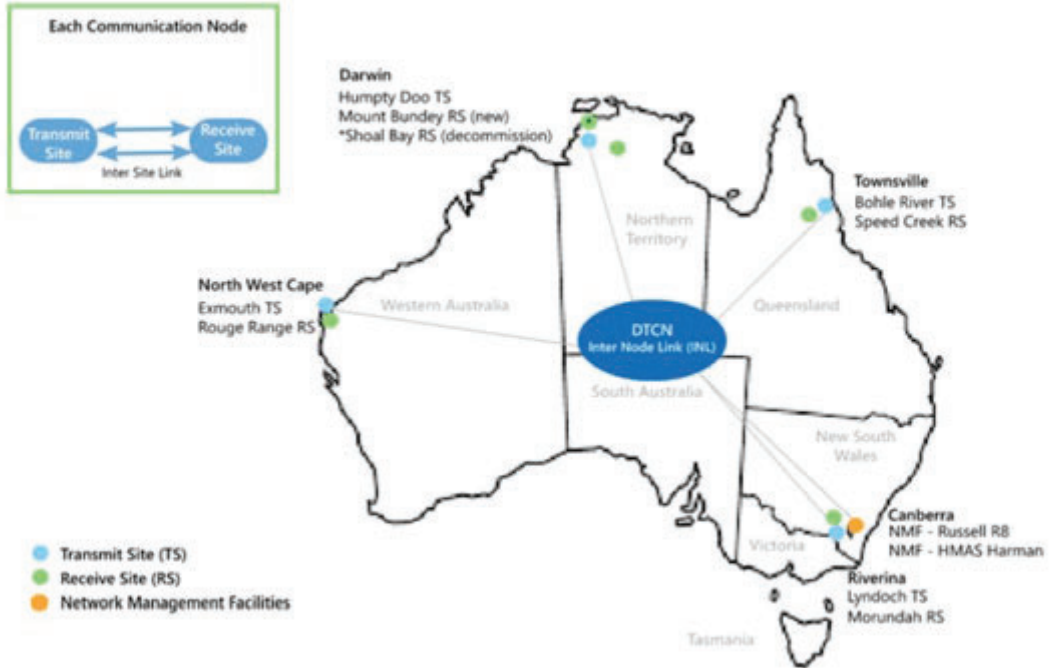 Each Communication Node
Transmit
Site
Receive
Site
Inter Site Link
Darwin
Humpty Doo TS
Mount Bundey RS (new)
*Shoal Bay RS (decommission)
Townsville
Bohle River TS
Speed Creek RS
Northern
Territory
North West Cape
Exmouth TS
Rouge Range RS
Western Australia
Queensland
DTCN
Inter Node Link (INL)
South Australia
New South
Wales
Canberra
NMF - Russell R8
NMF - HMAS Harman
Victoria
Riverina
Lyndoch TS
Morundah RS
Tasmania
Transmit Site (TS)
Receive Site (RS)
Network Management Facilities